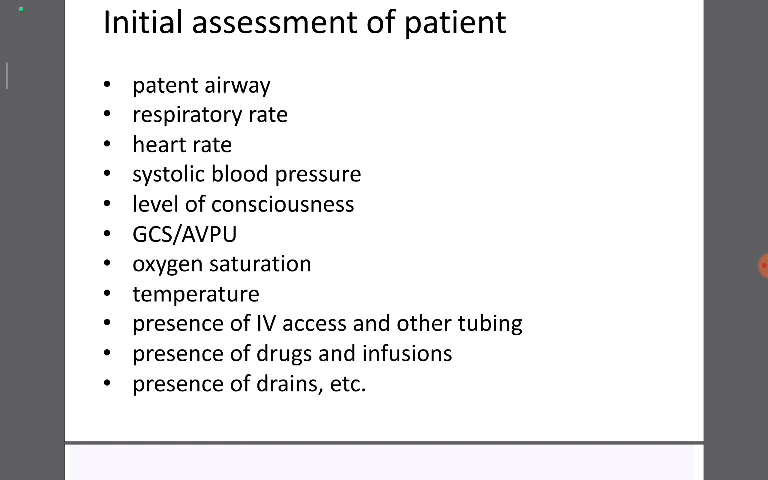 Initial assessment of patient
• patent airway
• respiratory rate
• heart rate
• systolic blood pressure
• level of consciousness
• GCS/AVPU
• oxygen saturation
• temperature
• presence of IV access and other tubing
• presence of drugs and infusions
• presence of drains, etc.